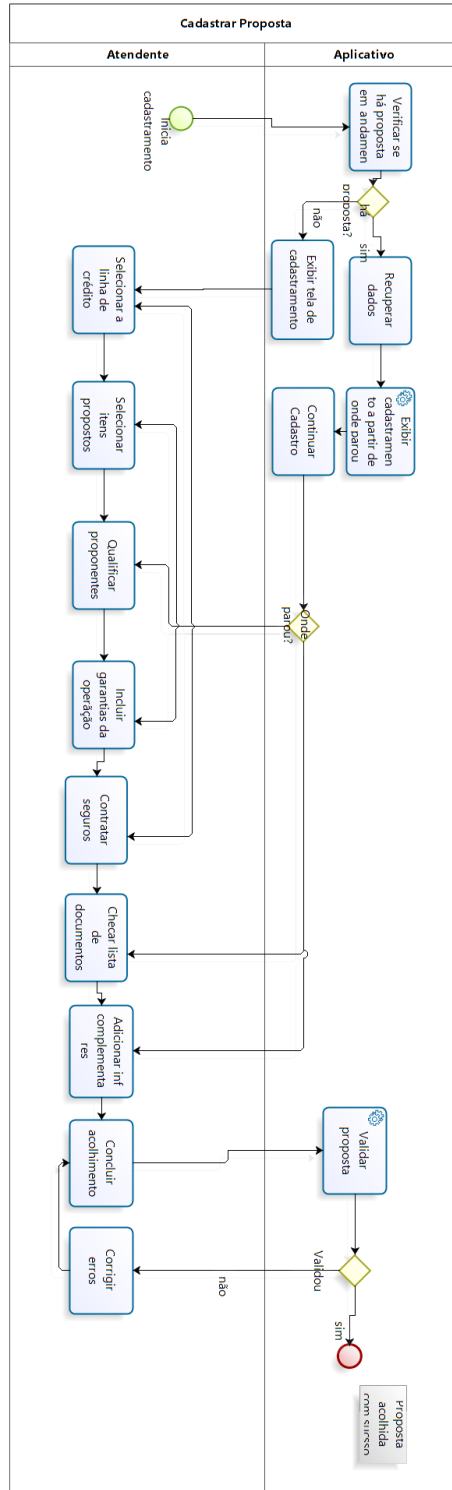 Cadastrar Proposta
Atendente
Aplicativo
Inicia
cadastramento
Verificar se
há proposta
em andamen
há
proposta?
não
sim
Exibir tela de
cadastramento
Recuperar
dados
Exibir
cadastramen
to a partir de
onde parou
Continuar
Cadastro
Onde
parou?
Selecionar a
linha de
crédito
Selecionar
itens
propostos
Qualificar
proponentes
Incluir
garantias da
operação
Contratar
seguros
Checar lista
de
documentos
Adicionar inf
complementa
res
Concluir
acolhimento
Corrigir
erros
Validar
proposta
Validou
não
sim
Proposta
acolhida
com sucsso